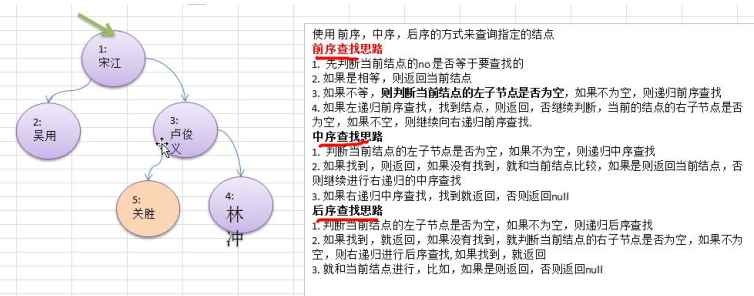 1:
宋江
2:
吴用
3:
卢俊
义
5:
关胜
4:
林
冲
使用 前序，中序，后序的方式来查询指定的结点
前序查找思路
1. 先判断当前结点的no 是否等于要查找的
2. 如果是相等，则返回当前结点
3. 如果不等，则判断当前结点的左子节点是否为空，如果不为空，则递归前序查找
4. 如果左递归前序查找，找到结点，则返回，否继续判断，当前的结点的右子节点是否
为空，如果不空，则继续向右递归前序查找.
中序查找思路
1. 判断当前结点的左子节点是否为空，如果不为空，则递归中序查找
2. 如果找到，则返回，如果没有找到，就和当前结点比较，如果是则返回当前结点，否
则继续进行右递归的中序查找
3. 如果右递归中序查找，找到就返回，否则返回null
后序查找思路
1. 判断当前结点的左子节点是否为空，如果不为空，则递归后序查找
2. 如果找到，就返回，如果没有找到，就判断当前结点的右子节点是否为空，如果不为
空，则右递归进行后序查找，如果找到，就返回
3. 就和当前结点进行，比如，如果是则返回，否则返回null